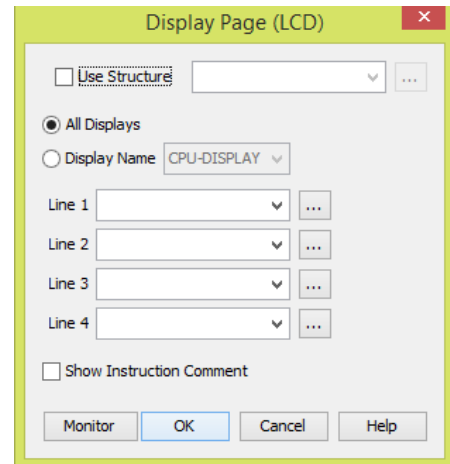 Display Page (LCD)
Use Structure ...
All Displays
Display Name CPU-DISPLAY
Line 1 ...
Line 2 ...
Line 3 ...
Line 4 ...
Show Instruction Comment
Monitor OK Cancel Help